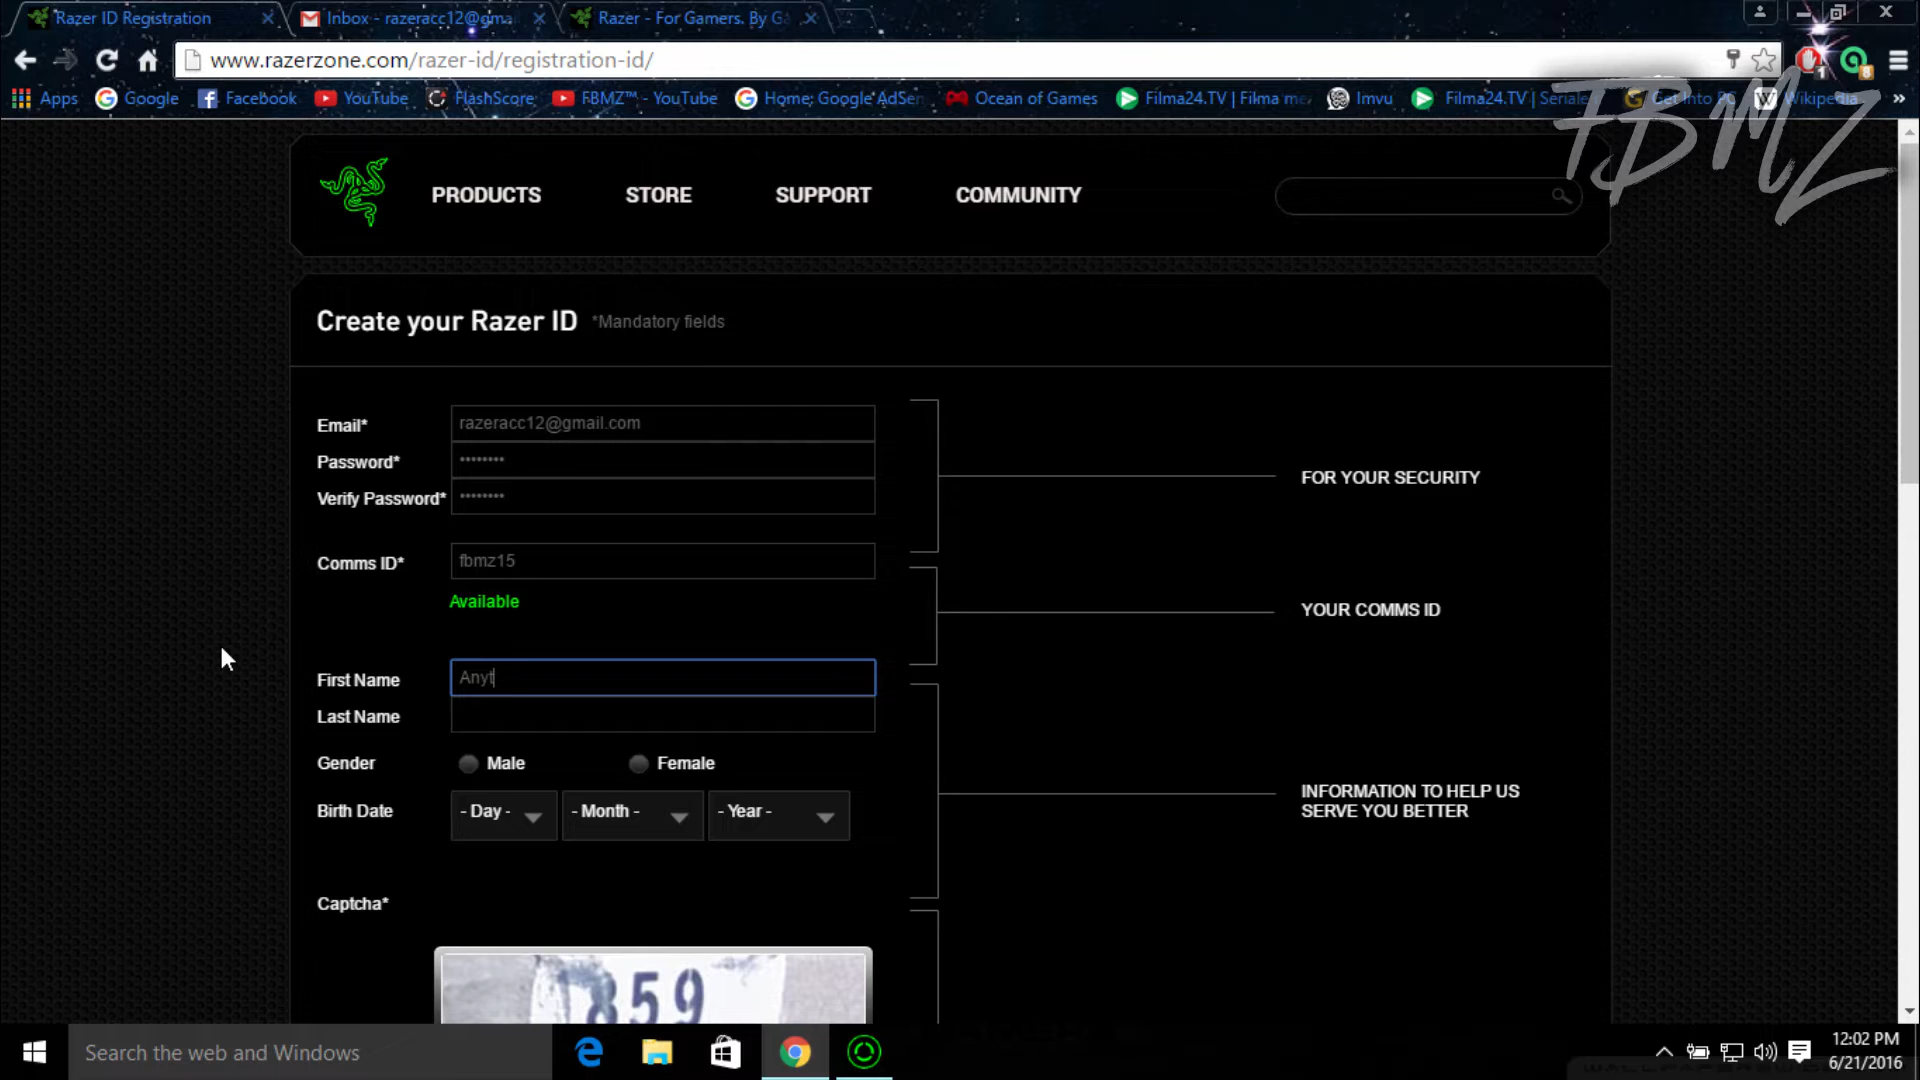 Razer ID Registration
Inbox - razeracc12@gma
Razer - For Gamers. By Ga
www.razerzone.com/razer-id/registration-id/
Apps
Google
Facebook
YouTube
FlashScore
FBMZ™ - YouTube
Home; Google AdSen
Ocean of Games
Filma24.TV | Filma me
Imvu
Filma24.TV | Seriale
Get Into PC
Wikipedia
»
FBMZ
PRODUCTS
STORE
SUPPORT
COMMUNITY
Create your Razer ID *Mandatory fields
Email*
razeracc12@gmail.com
Password*
••••••••
Verify Password*
••••••••
FOR YOUR SECURITY
Comms ID*
fbmz15
Available
YOUR COMMS ID
First Name
Anyt
Last Name
Gender
Male
Female
Birth Date
- Day -
- Month -
- Year -
INFORMATION TO HELP US
SERVE YOU BETTER
Captcha*
859
Search the web and Windows
12:02 PM
6/21/2016